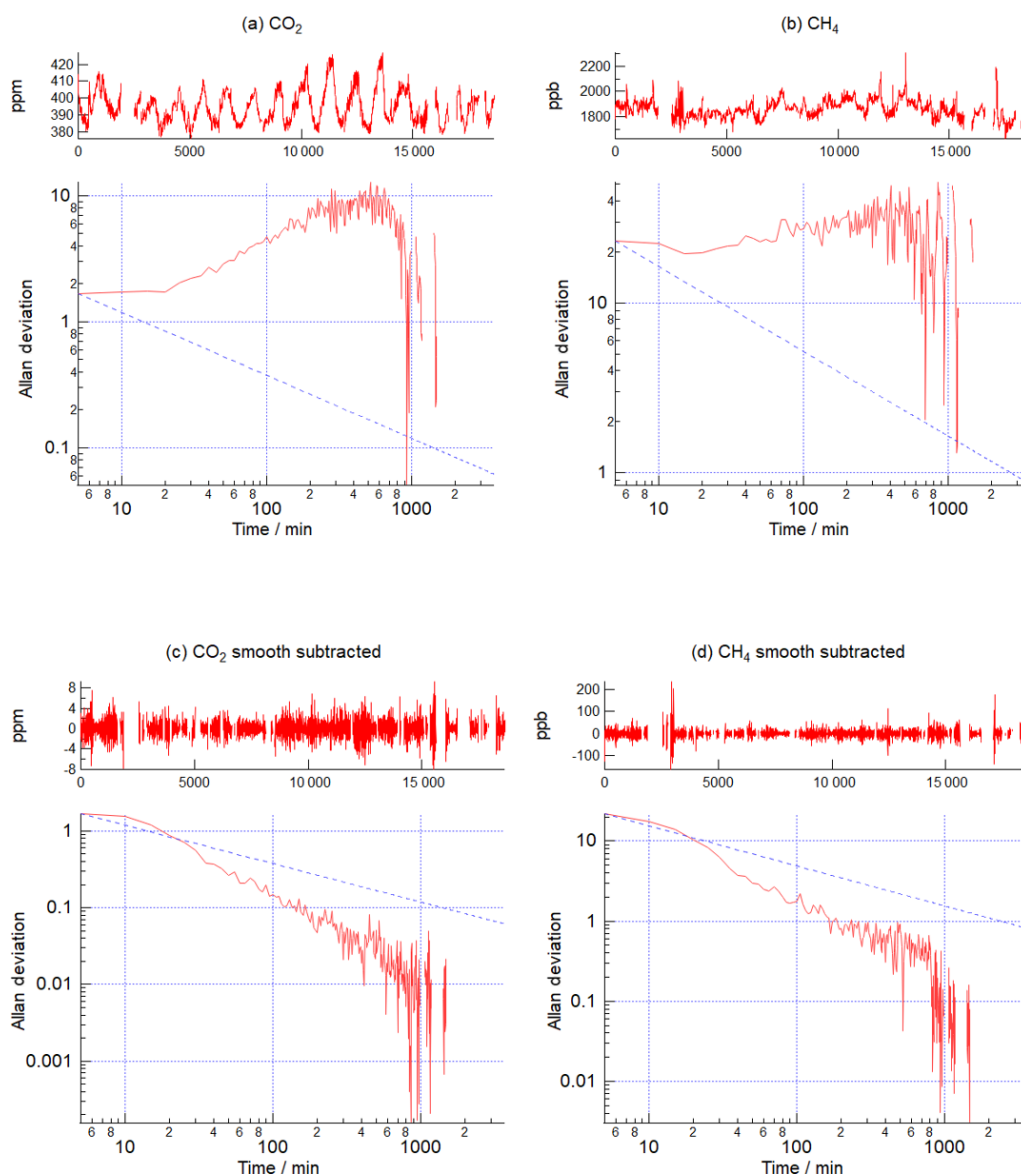 (a) CO2
ppm
420
410
400
390
380
0 5000 10 000 15 000
Allan deviation
10
8
6
4
2
1
8
6
4
2
0.1
8
6
6 8 10 2 4 6 8 100 2 4 6 8 1000 2
Time / min
(b) CH4
ppb
2200
2000
1800
0 5000 10 000 15 000
Allan deviation
4
2
10
8
6
4
2
1
6 8 10 2 4 6 8 100 2 4 6 8 1000 2
Time / min
(c) CO2 smooth subtracted
ppm
8
4
0
-4
-8
0 5000 10 000 15 000
Allan deviation
1
0.1
0.01
0.001
6 8 10 2 4 6 8 100 2 4 6 8 1000 2
Time / min
(d) CH4 smooth subtracted
ppb
200
100
0
-100
0 5000 10 000 15 000
Allan deviation
10
1
0.1
0.01
6 8 10 2 4 6 8 100 2 4 6 8 1000 2
Time / min